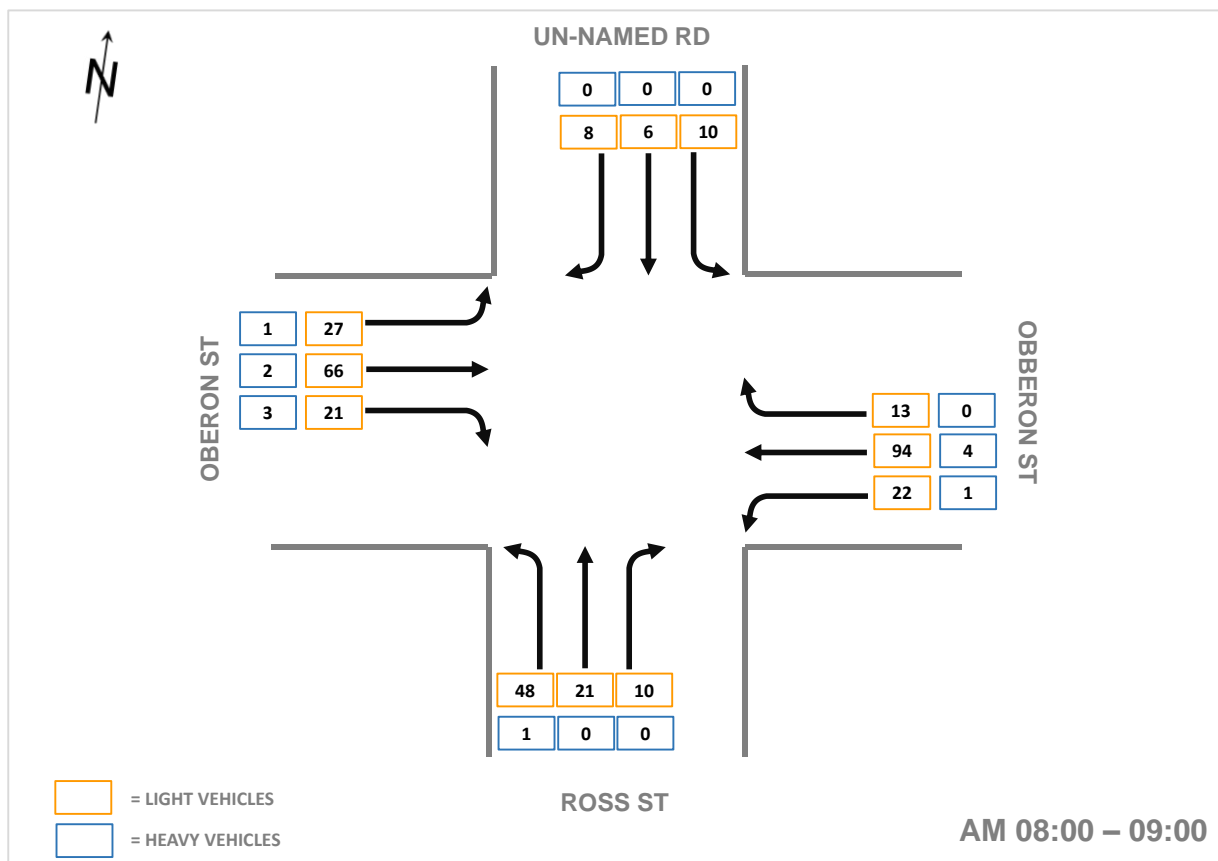 UN-NAMED RD
N
0 0 0
8 6 10
OBERON ST
1 27
2 66
3 21
OBBERON ST
13 0
94 4
22 1
48 21 10
1 0 0
ROSS ST
= LIGHT VEHICLES
= HEAVY VEHICLES
AM 08:00 – 09:00